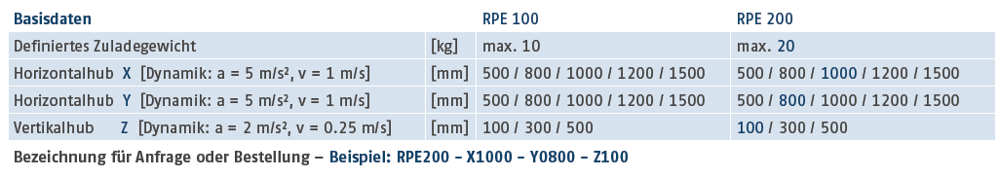 Basisdaten RPE 100 RPE 200
Definiertes Zuladegewicht [kg] max. 10 max. 20
Horizontalhub X [Dynamik: a = 5 m/s², v = 1 m/s] [mm] 500 / 800 / 1000 / 1200 / 1500 500 / 800 / 1000 / 1200 / 1500
Horizontalhub Y [Dynamik: a = 5 m/s², v = 1 m/s] [mm] 500 / 800 / 1000 / 1200 / 1500 500 / 800 / 1000 / 1200 / 1500
Vertikalhub Z [Dynamik: a = 2 m/s², v = 0.25 m/s] [mm] 100 / 300 / 500 100 / 300 / 500
Bezeichnung für Anfrage oder Bestellung – Beispiel: RPE200 – X1000 – Y0800 – Z100